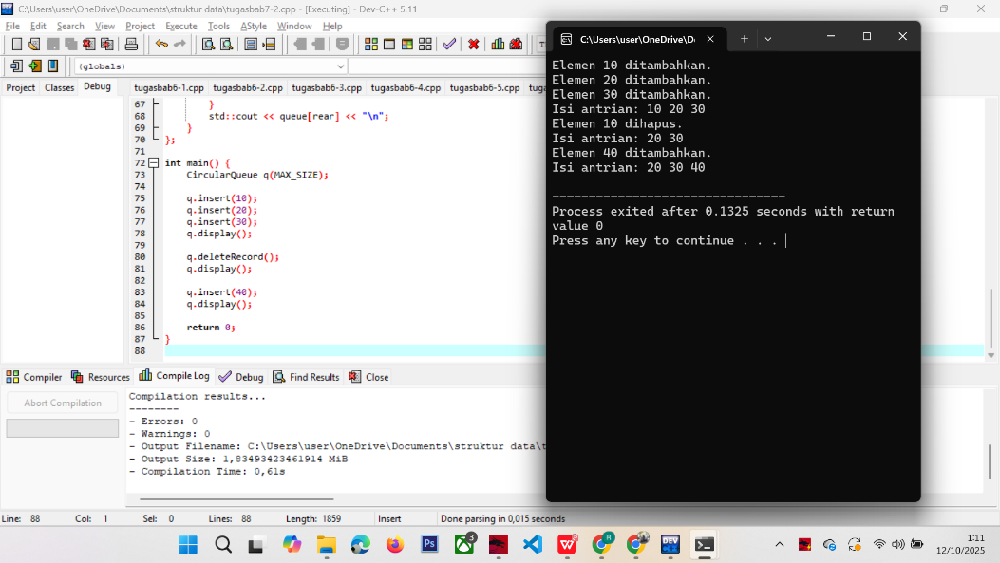 C:\Users\user\OneDrive\Documents\struktur data\tugasbab7-2.cpp - [Executing] - Dev-C++ 5.11
File Edit Search View Project Execute Tools AStyle Window Help
(globals)
Project Classes Debug
tugasbab6-1.cpp tugasbab6-2.cpp tugasbab6-3.cpp tugasbab6-4.cpp tugasbab6-5.cpp
67 }
68 std::cout << queue[rear] << "\n";
69 }
70 };
71
72 int main() {
73 CircularQueue q(MAX_SIZE);
74
75 q.insert(10);
76 q.insert(20);
77 q.insert(30);
78 q.display();
79
80 q.deleteRecord();
81 q.display();
82
83 q.insert(40);
84 q.display();
85
86 return 0;
87 }
88
C:\Users\user\OneDrive\D
Elemen 10 ditambahkan.
Elemen 20 ditambahkan.
Elemen 30 ditambahkan.
Isi antrian: 10 20 30
Elemen 10 dihapus.
Isi antrian: 20 30
Elemen 40 ditambahkan.
Isi antrian: 20 30 40
--------------------------------
Process exited after 0.1325 seconds with return
value 0
Press any key to continue . . .
Compiler Resources Compile Log Debug Find Results Close
Abort Compilation
Compilation results...
--------
- Errors: 0
- Warnings: 0
- Output Filename: C:\Users\user\OneDrive\Documents\struktur data\t
- Output Size: 1,83493423461914 MiB
- Compilation Time: 0,61s
Line: 88 Col: 1 Sel: 0 Lines: 88 Length: 1859 Insert Done parsing in 0,015 seconds
Ps 3 W R DEV
1:11
12/10/2025